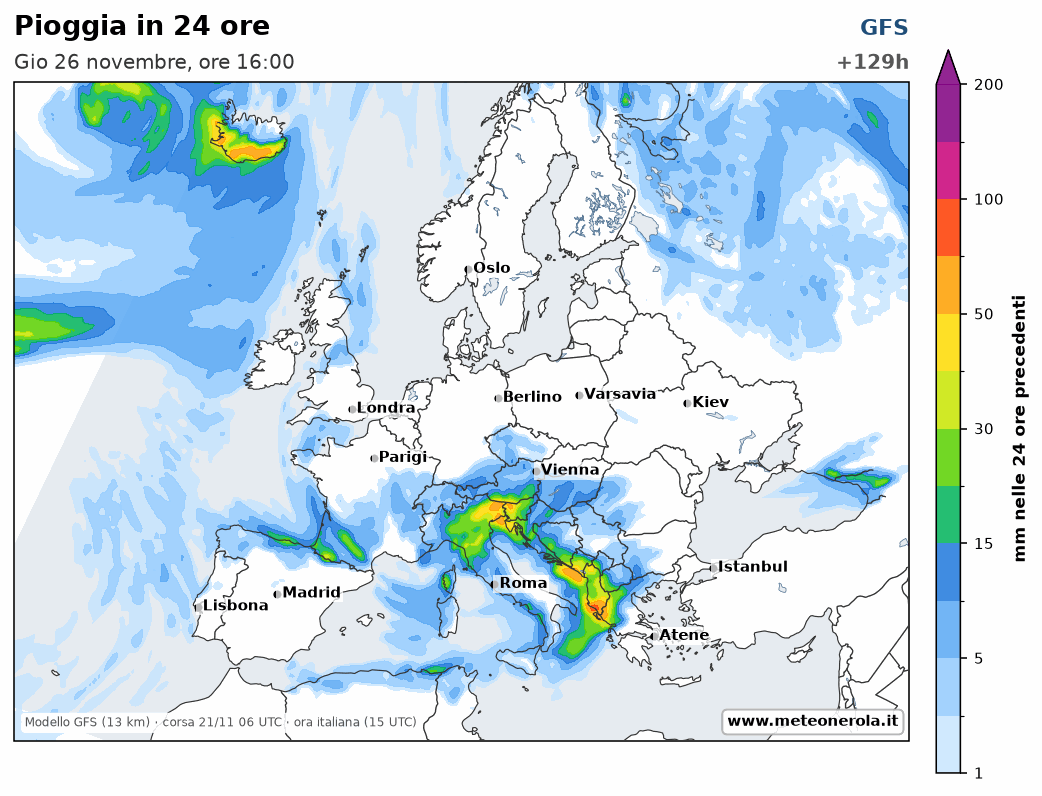 Pioggia in 24 ore
GFS
Gio 26 novembre, ore 16:00
+129h
200
100
50
30
15
5
1
mm nelle 24 ore precedenti
Oslo
Berlino
Varsavia
Kiev
Londra
Parigi
Vienna
Istanbul
Roma
Madrid
Lisbona
Atene
Modello GFS (13 km) · corsa 21/11 06 UTC · ora italiana (15 UTC)
www.meteonerola.it